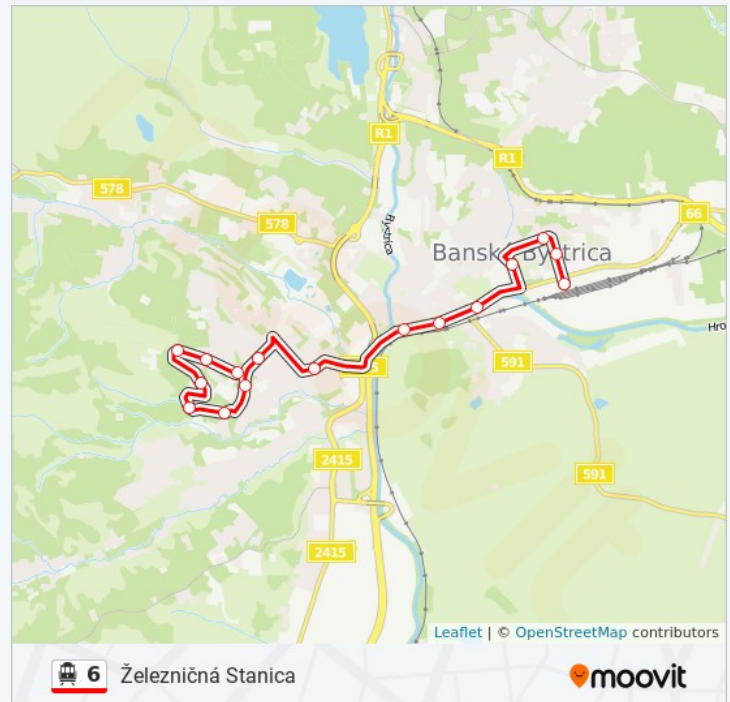 R1
R1
578
578
66
Bystrica
Banská Bystrica
Hro
591
591
2415
2415
Leaflet | © OpenStreetMap contributors
6 Železničná Stanica
moovit